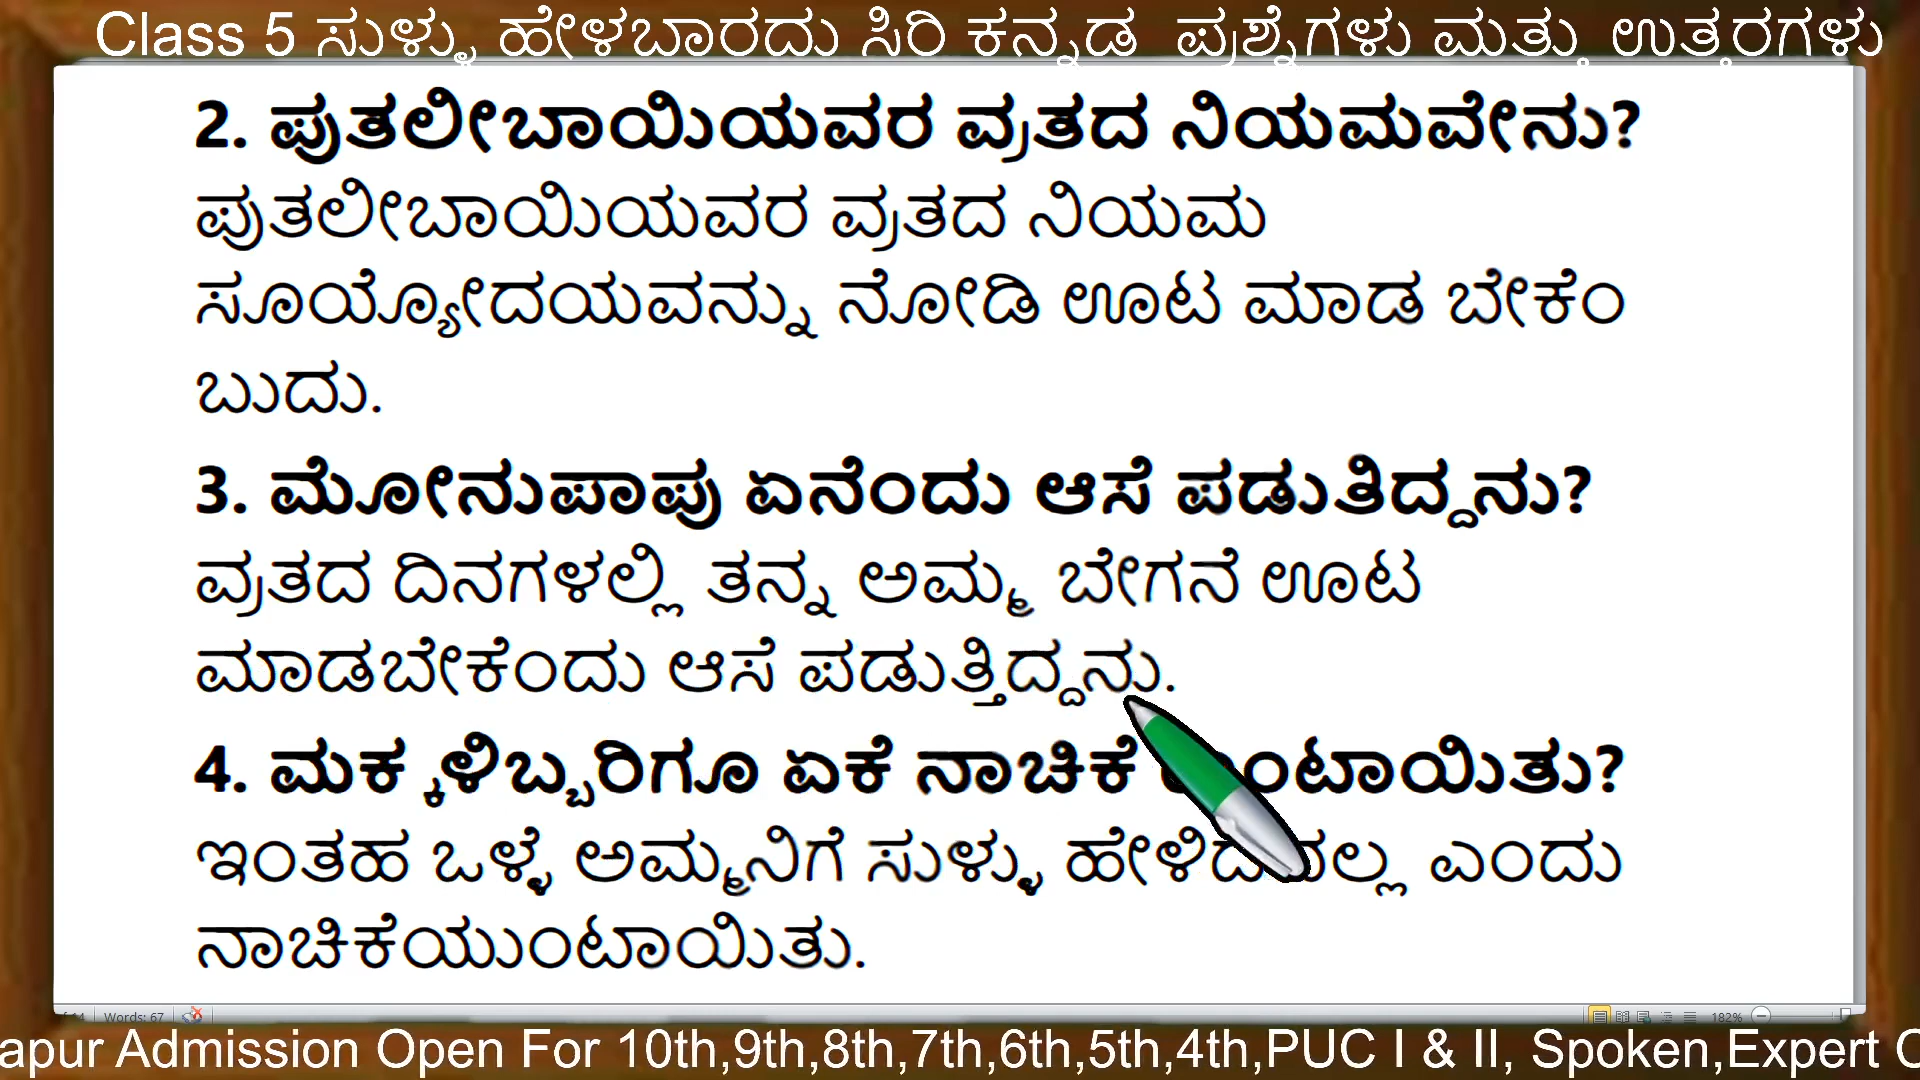 Class 5 ಸುಳ್ಳು ಹೇಳಬಾರದು ಸಿರಿ ಕನ್ನಡ ಪ್ರಶ್ನೆಗಳು ಮತ್ತು ಉತ್ತರಗಳು
2. ಪುತಲೀಬಾಯಿಯವರ ವ್ರತದ ನಿಯಮವೇನು?
ಪುತಲೀಬಾಯಿಯವರ ವ್ರತದ ನಿಯಮ
ಸೂಯ್ಯೋದಯವನ್ನು ನೋಡಿ ಊಟ ಮಾಡ ಬೇಕೆಂ
ಬುದು.
3. ಮೋನುಪಾಪು ಏನೆಂದು ಆಸೆ ಪಡುತಿದ್ದನು?
ವ್ರತದ ದಿನಗಳಲ್ಲಿ ತನ್ನ ಅಮ್ಮ ಬೇಗನೆ ಊಟ
ಮಾಡಬೇಕೆಂದು ಆಸೆ ಪಡುತ್ತಿದ್ದನು.
4. ಮಕ್ಕಳಿಬ್ಬರಿಗೂ ಏಕೆ ನಾಚಿಕೆ
ಇಂತಹ ಒಳ್ಳೆ ಅಮ್ಮನಿಗೆ ಸುಳ್ಳು ಎಂದು
ನಾಚಿಕೆಯುಂಟಾಯಿತು.
Words: 67 182%
apur Admission Open For 10th,9th,8th,7th,6th,5th,4th,PUC I & II, Spoken,Expert